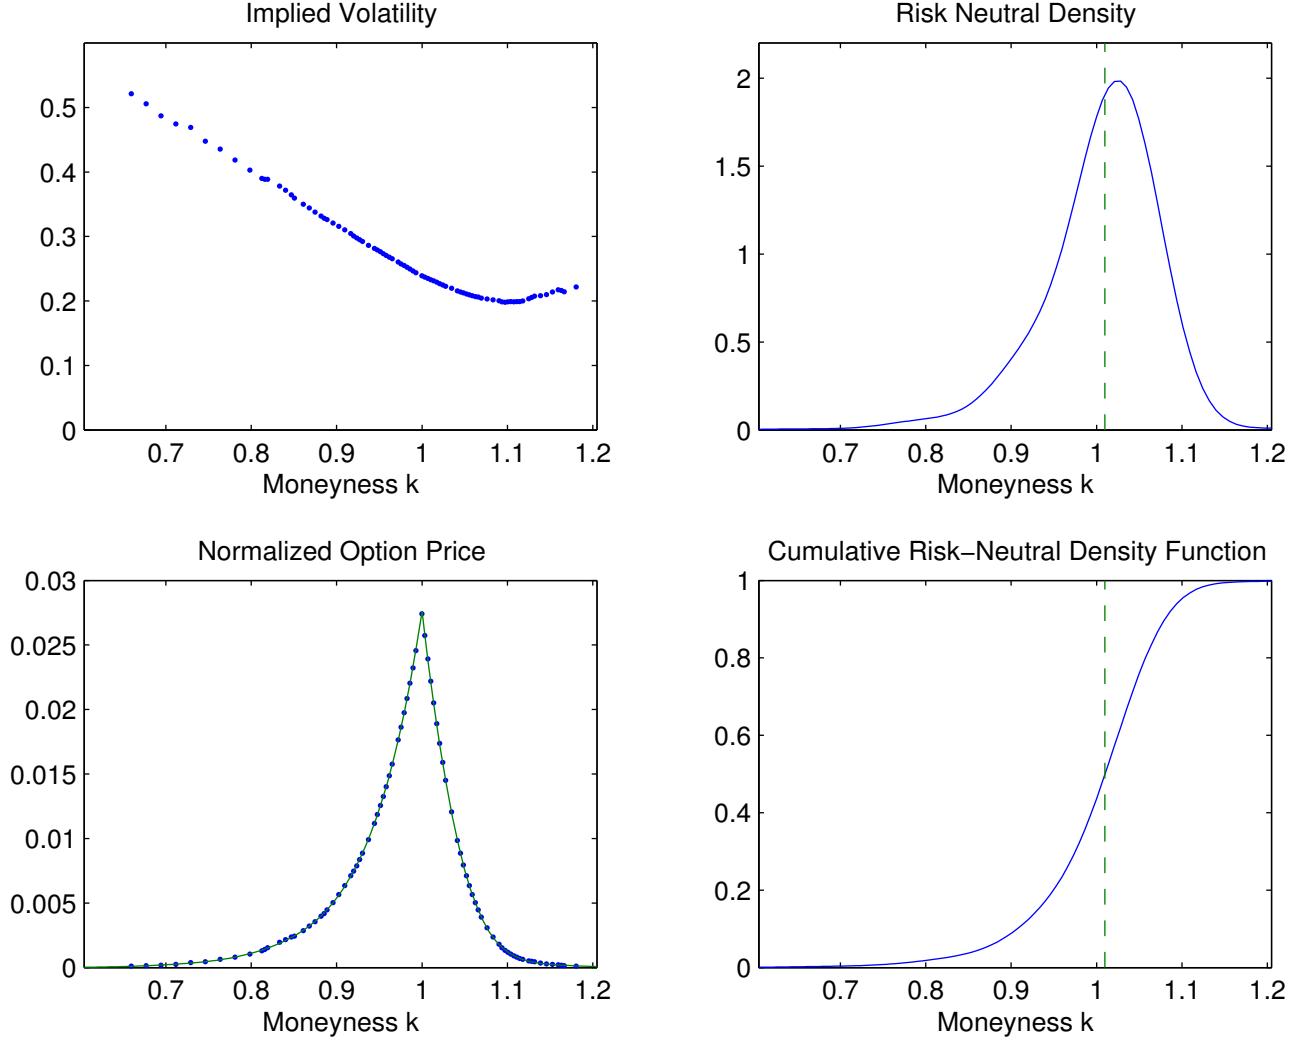 Implied Volatility
0.5
0.4
0.3
0.2
0.1
0
0.7 0.8 0.9 1 1.1 1.2
Moneyness k
Risk Neutral Density
2
1.5
1
0.5
0
0.7 0.8 0.9 1 1.1 1.2
Moneyness k
Normalized Option Price
0.03
0.025
0.02
0.015
0.01
0.005
0
0.7 0.8 0.9 1 1.1 1.2
Moneyness k
Cumulative Risk−Neutral Density Function
1
0.8
0.6
0.4
0.2
0
0.7 0.8 0.9 1 1.1 1.2
Moneyness k